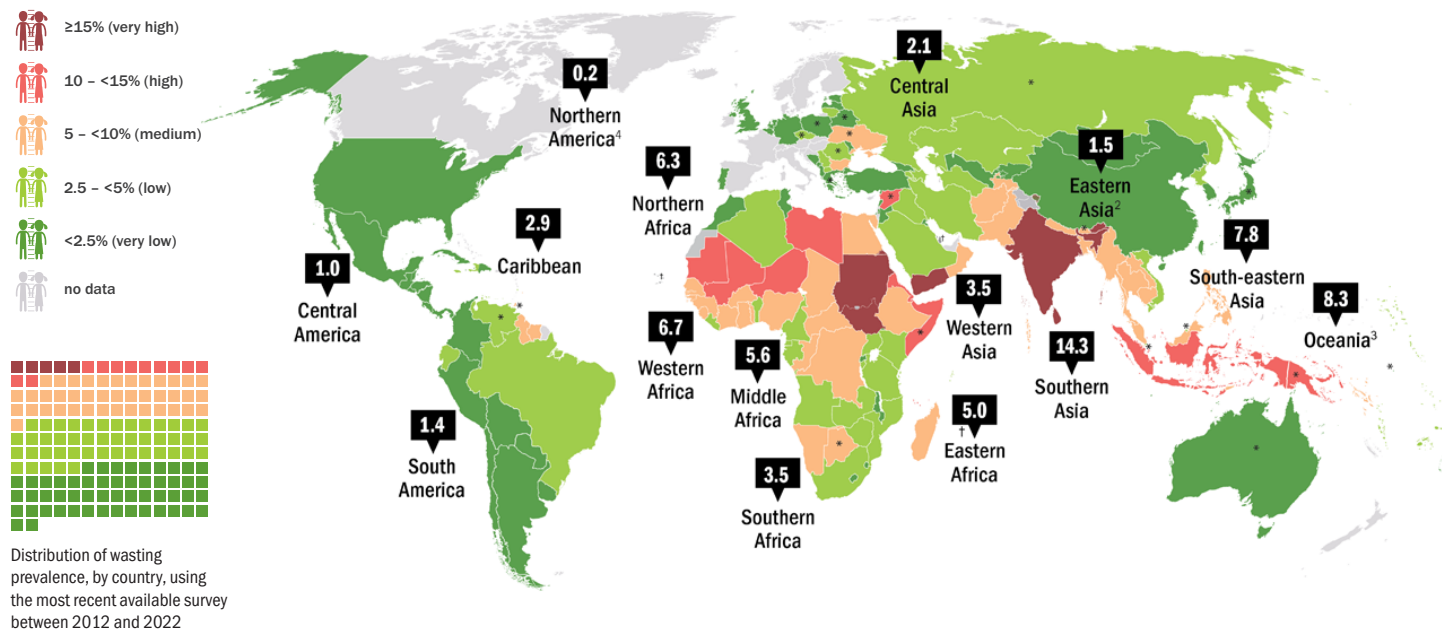 ≥15% (very high)
10 – <15% (high)
5 – <10% (medium)
2.5 – <5% (low)
<2.5% (very low)
no data
0.2
Northern
America4
2.1
Central
Asia
1.5
Eastern
Asia2
6.3
Northern
Africa
2.9
Caribbean
7.8
South-eastern
Asia
1.0
Central
America
8.3
Oceania3
3.5
Western
Asia
6.7
Western
Africa
5.6
Middle
Africa
14.3
Southern
Asia
1.4
South
America
5.0
†
Eastern
Africa
3.5
Southern
Africa
Distribution of wasting
prevalence, by country, using
the most recent available survey
between 2012 and 2022